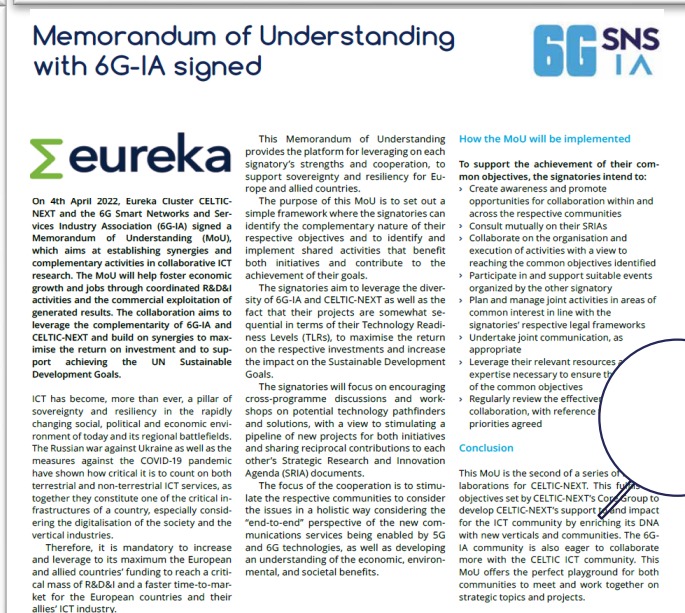 Memorandum of Understanding
with 6G-IA signed
6G SNS
IA
eureka
On 4th April 2022, Eureka Cluster CELTIC-
NEXT and the 6G Smart Networks and Ser-
vices Industry Association (6G-IA) signed a
Memorandum of Understanding (MoU),
which aims at establishing synergies and
complementary activities in collaborative ICT
research. The MoU will help foster economic
growth and jobs through coordinated R&D&I
activities and the commercial exploitation of
generated results. The collaboration aims to
leverage the complementarity of 6G-IA and
CELTIC-NEXT and build on synergies to max-
imise the return on investment and to sup-
port achieving the UN Sustainable
Development Goals.
ICT has become, more than ever, a pillar of
sovereignty and resiliency in the rapidly
changing social, political and economic envi-
ronment of today and its regional battlefields.
The Russian war against Ukraine as well as the
measures against the COVID-19 pandemic
have shown how critical it is to count on both
terrestrial and non-terrestrial ICT services, as
together they constitute one of the critical in-
frastructures of a country, especially consid-
ering the digitalisation of the society and the
vertical industries.
Therefore, it is mandatory to increase
and leverage to its maximum the European
and allied countries' funding to reach a criti-
cal mass of R&D&I and a faster time-to-mar-
ket for the European countries and their
allies' ICT industry.
This Memorandum of Understanding
provides the platform for leveraging on each
signatory's strengths and cooperation, to
support sovereignty and resiliency for Eu-
rope and allied countries.
The purpose of this MoU is to set out a
simple framework where the signatories can
identify the complementary nature of their
respective objectives and to identify and
implement shared activities that benefit
both initiatives and contribute to the
achievement of their goals.
The signatories aim to leverage the diver-
sity of 6G-IA and CELTIC-NEXT as well as the
fact that their projects are somewhat se-
quential in terms of their Technology Readi-
ness Levels (TLRs), to maximise the return
on the respective investments and increase
the impact on the Sustainable Development
Goals.
The signatories will focus on encouraging
cross-programme discussions and work-
shops on potential technology pathfinders
and solutions, with a view to stimulating a
pipeline of new projects for both initiatives
and sharing reciprocal contributions to each
other's Strategic Research and Innovation
Agenda (SRIA) documents.
The focus of the cooperation is to stimu-
late the respective communities to consider
the issues in a holistic way considering the
"end-to-end" perspective of the new com-
munications services being enabled by 5G
and 6G technologies, as well as developing
an understanding of the economic, environ-
mental, and societal benefits.
How the MoU will be implemented
To support the achievement of their com-
mon objectives, the signatories intend to:
› Create awareness and promote
opportunities for collaboration within and
across the respective communities
› Consult mutually on their SRIAs
› Collaborate on the organisation and
execution of activities with a view to
reaching the common objectives identified
› Participate in and support suitable events
organized by the other signatory
› Plan and manage joint activities in areas of
common interest in line with the
signatories' respective legal frameworks
› Undertake joint communication, as
appropriate
› Leverage their relevant resources
expertise necessary to ensure
of the common objectives
› Regularly review the
collaboration, with reference
priorities agreed
Conclusion
This MoU is the second of a series of
laborations for CELTIC-NEXT. This
objectives set by CELTIC-NEXT's Core Group to
develop CELTIC-NEXT's support and impact
for the ICT community by enriching its DNA
with new verticals and communities. The 6G-
IA community is also eager to collaborate
more with the CELTIC ICT community. This
MoU offers the perfect playground for both
communities to meet and work together on
strategic topics and projects.